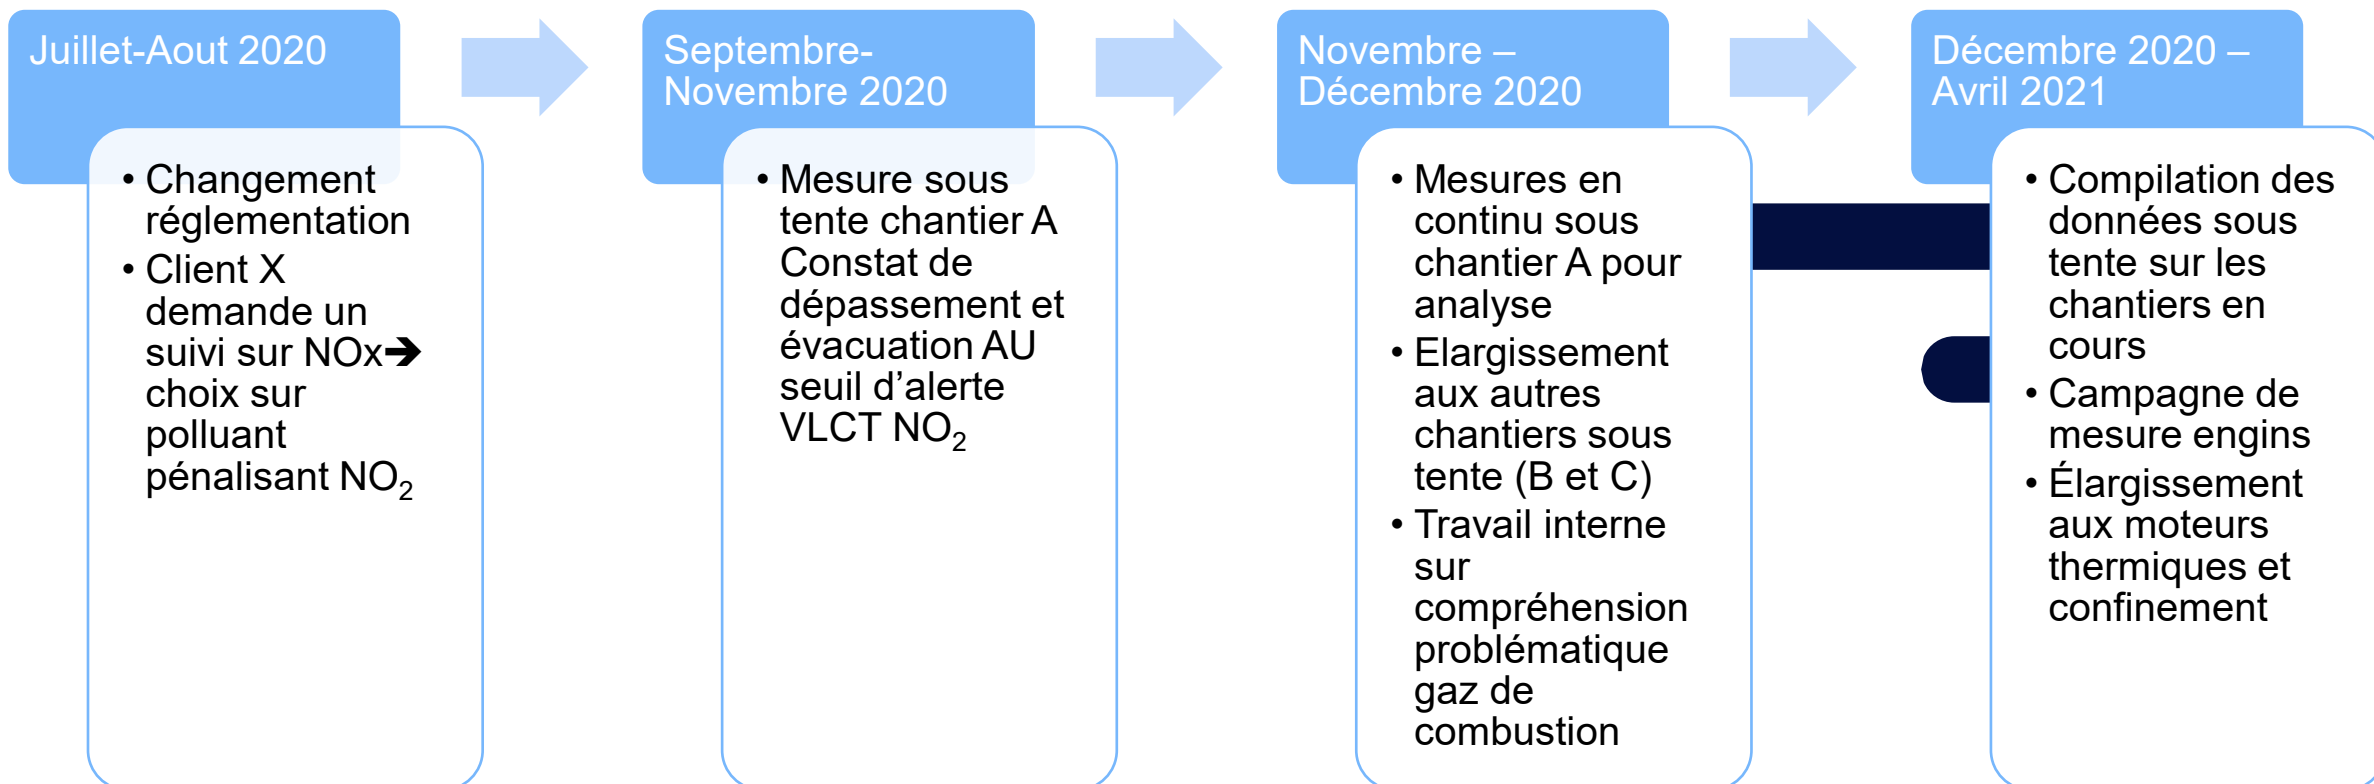 Juillet-Aout 2020
• Changement
réglementation
• Client X
demande un
suivi sur NOx➔
choix sur
polluant
pénalisant NO₂
Septembre-
Novembre 2020
• Mesure sous
tente chantier A
Constat de
dépassement et
évacuation AU
seuil d’alerte
VLCT NO₂
Novembre –
Décembre 2020
• Mesures en
continu sous
chantier A pour
analyse
• Elargissement
aux autres
chantiers sous
tente (B et C)
• Travail interne
sur
compréhension
problématique
gaz de
combustion
Décembre 2020 –
Avril 2021
• Compilation des
données sous
tente sur les
chantiers en
cours
• Campagne de
mesure engins
• Élargissement
aux moteurs
thermiques et
confinement